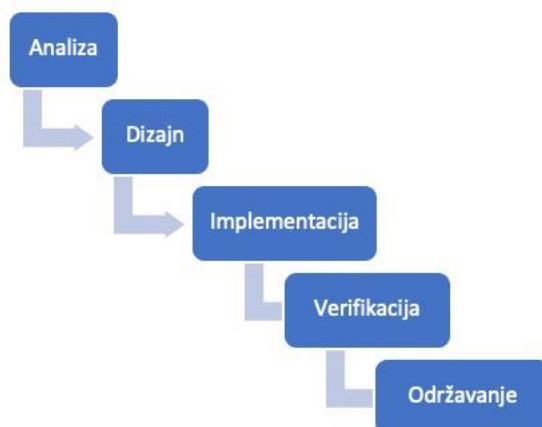 Analiza
Dizajn
Implementacija
Verifikacija
Održavanje